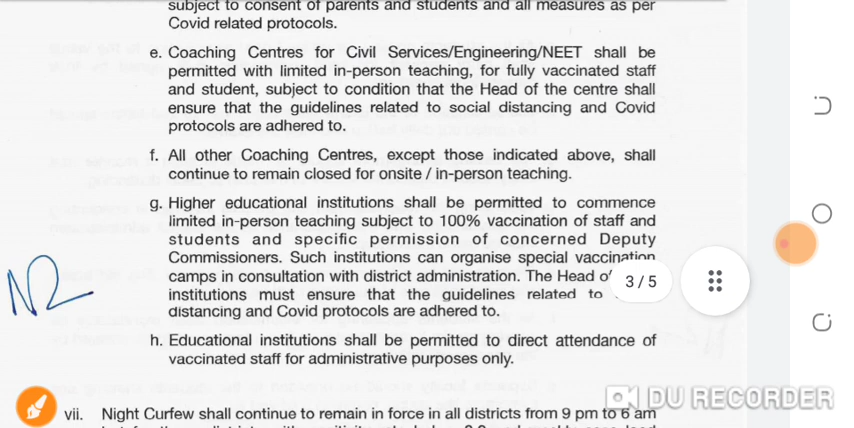 subject to consent of parents and students and all measures as per
Covid related protocols.
e. Coaching Centres for Civil Services/Engineering/NEET shall be
permitted with limited in-person teaching, for fully vaccinated staff
and student, subject to condition that the Head of the centre shall
ensure that the guidelines related to social distancing and Covid
protocols are adhered to.
f. All other Coaching Centres, except those indicated above, shall
continue to remain closed for onsite / in-person teaching.
g. Higher educational institutions shall be permitted to commence
limited in-person teaching subject to 100% vaccination of staff and
students and specific permission of concerned Deputy
Commissioners. Such institutions can organise special vaccination
camps in consultation with district administration. The Head of
institutions must ensure that the guidelines related to
distancing and Covid protocols are adhered to.
h. Educational institutions shall be permitted to direct attendance of
vaccinated staff for administrative purposes only.
3 / 5
DU RECORDER
vii. Night Curfew shall continue to remain in force in all districts from 9 pm to 6 am